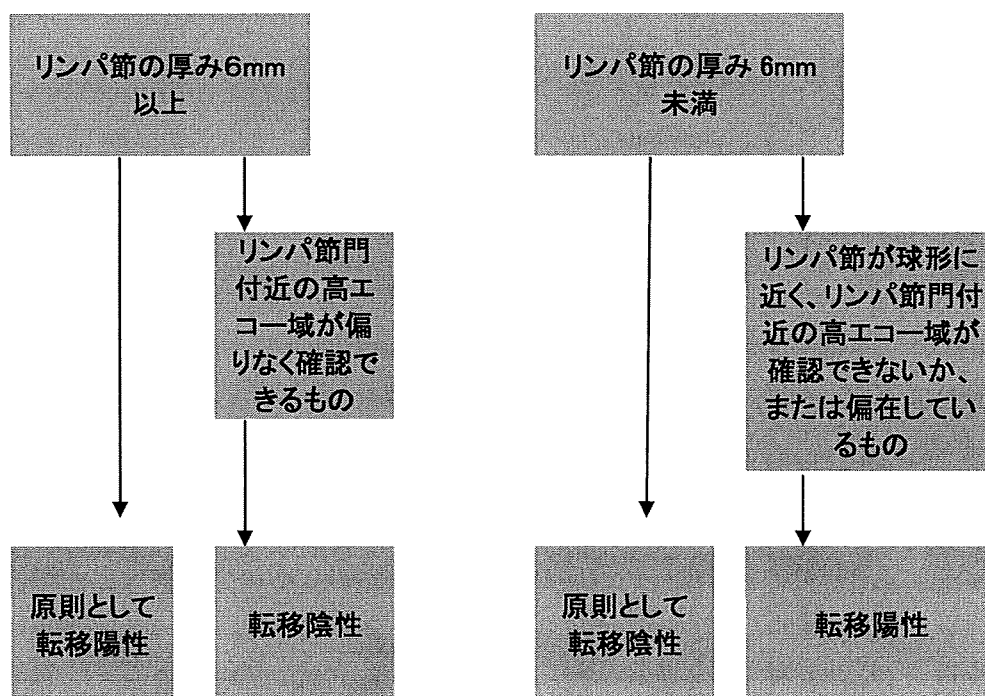 リンパ節の厚み6mm
以上
リンパ節の厚み 6mm
未満
リンパ節門
付近の高エ
コー域が偏
りなく確認で
きるもの
リンパ節が球形に
近く、リンパ節門付
近の高エコー域が
確認できないか、
または偏在してい
るもの
原則として
転移陽性
転移陰性
原則として
転移陰性
転移陽性